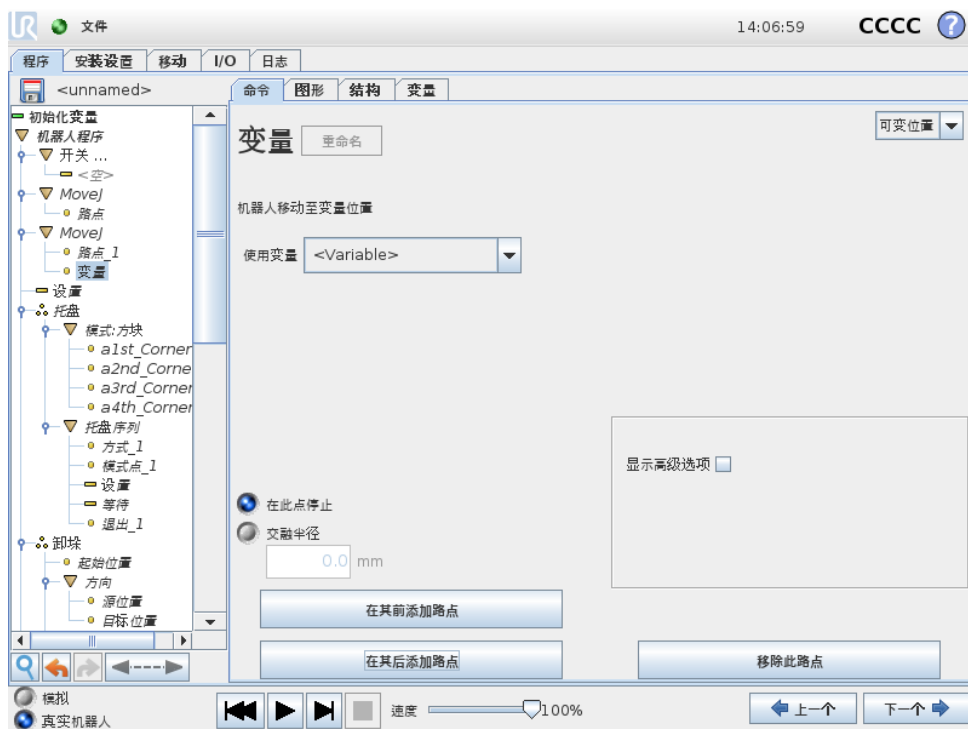 UR 文件 14:06:59 CCCC ?
程序 安装设置 移动 I/O 日志
<unnamed>
命令 图形 结构 变量
初始化变量
机器人程序
开关 ...
<空>
MoveJ
路点
MoveJ
路点_1
变量
设置
托盘
模式:方块
a1st_Corner
a2nd_Corne
a3rd_Corner
a4th_Corner
托盘序列
方式_1
模式点_1
设置
等待
退出_1
卸垛
起始位置
方向
源位置
目标位置
变量 重命名
可变位置
机器人移动至变量位置
使用变量 <Variable>
显示高级选项
在此点停止
交融半径
0.0 mm
在其前添加路点
在其后添加路点 移除此路点
模拟
真实机器人
速度 100%
上一个 下一个